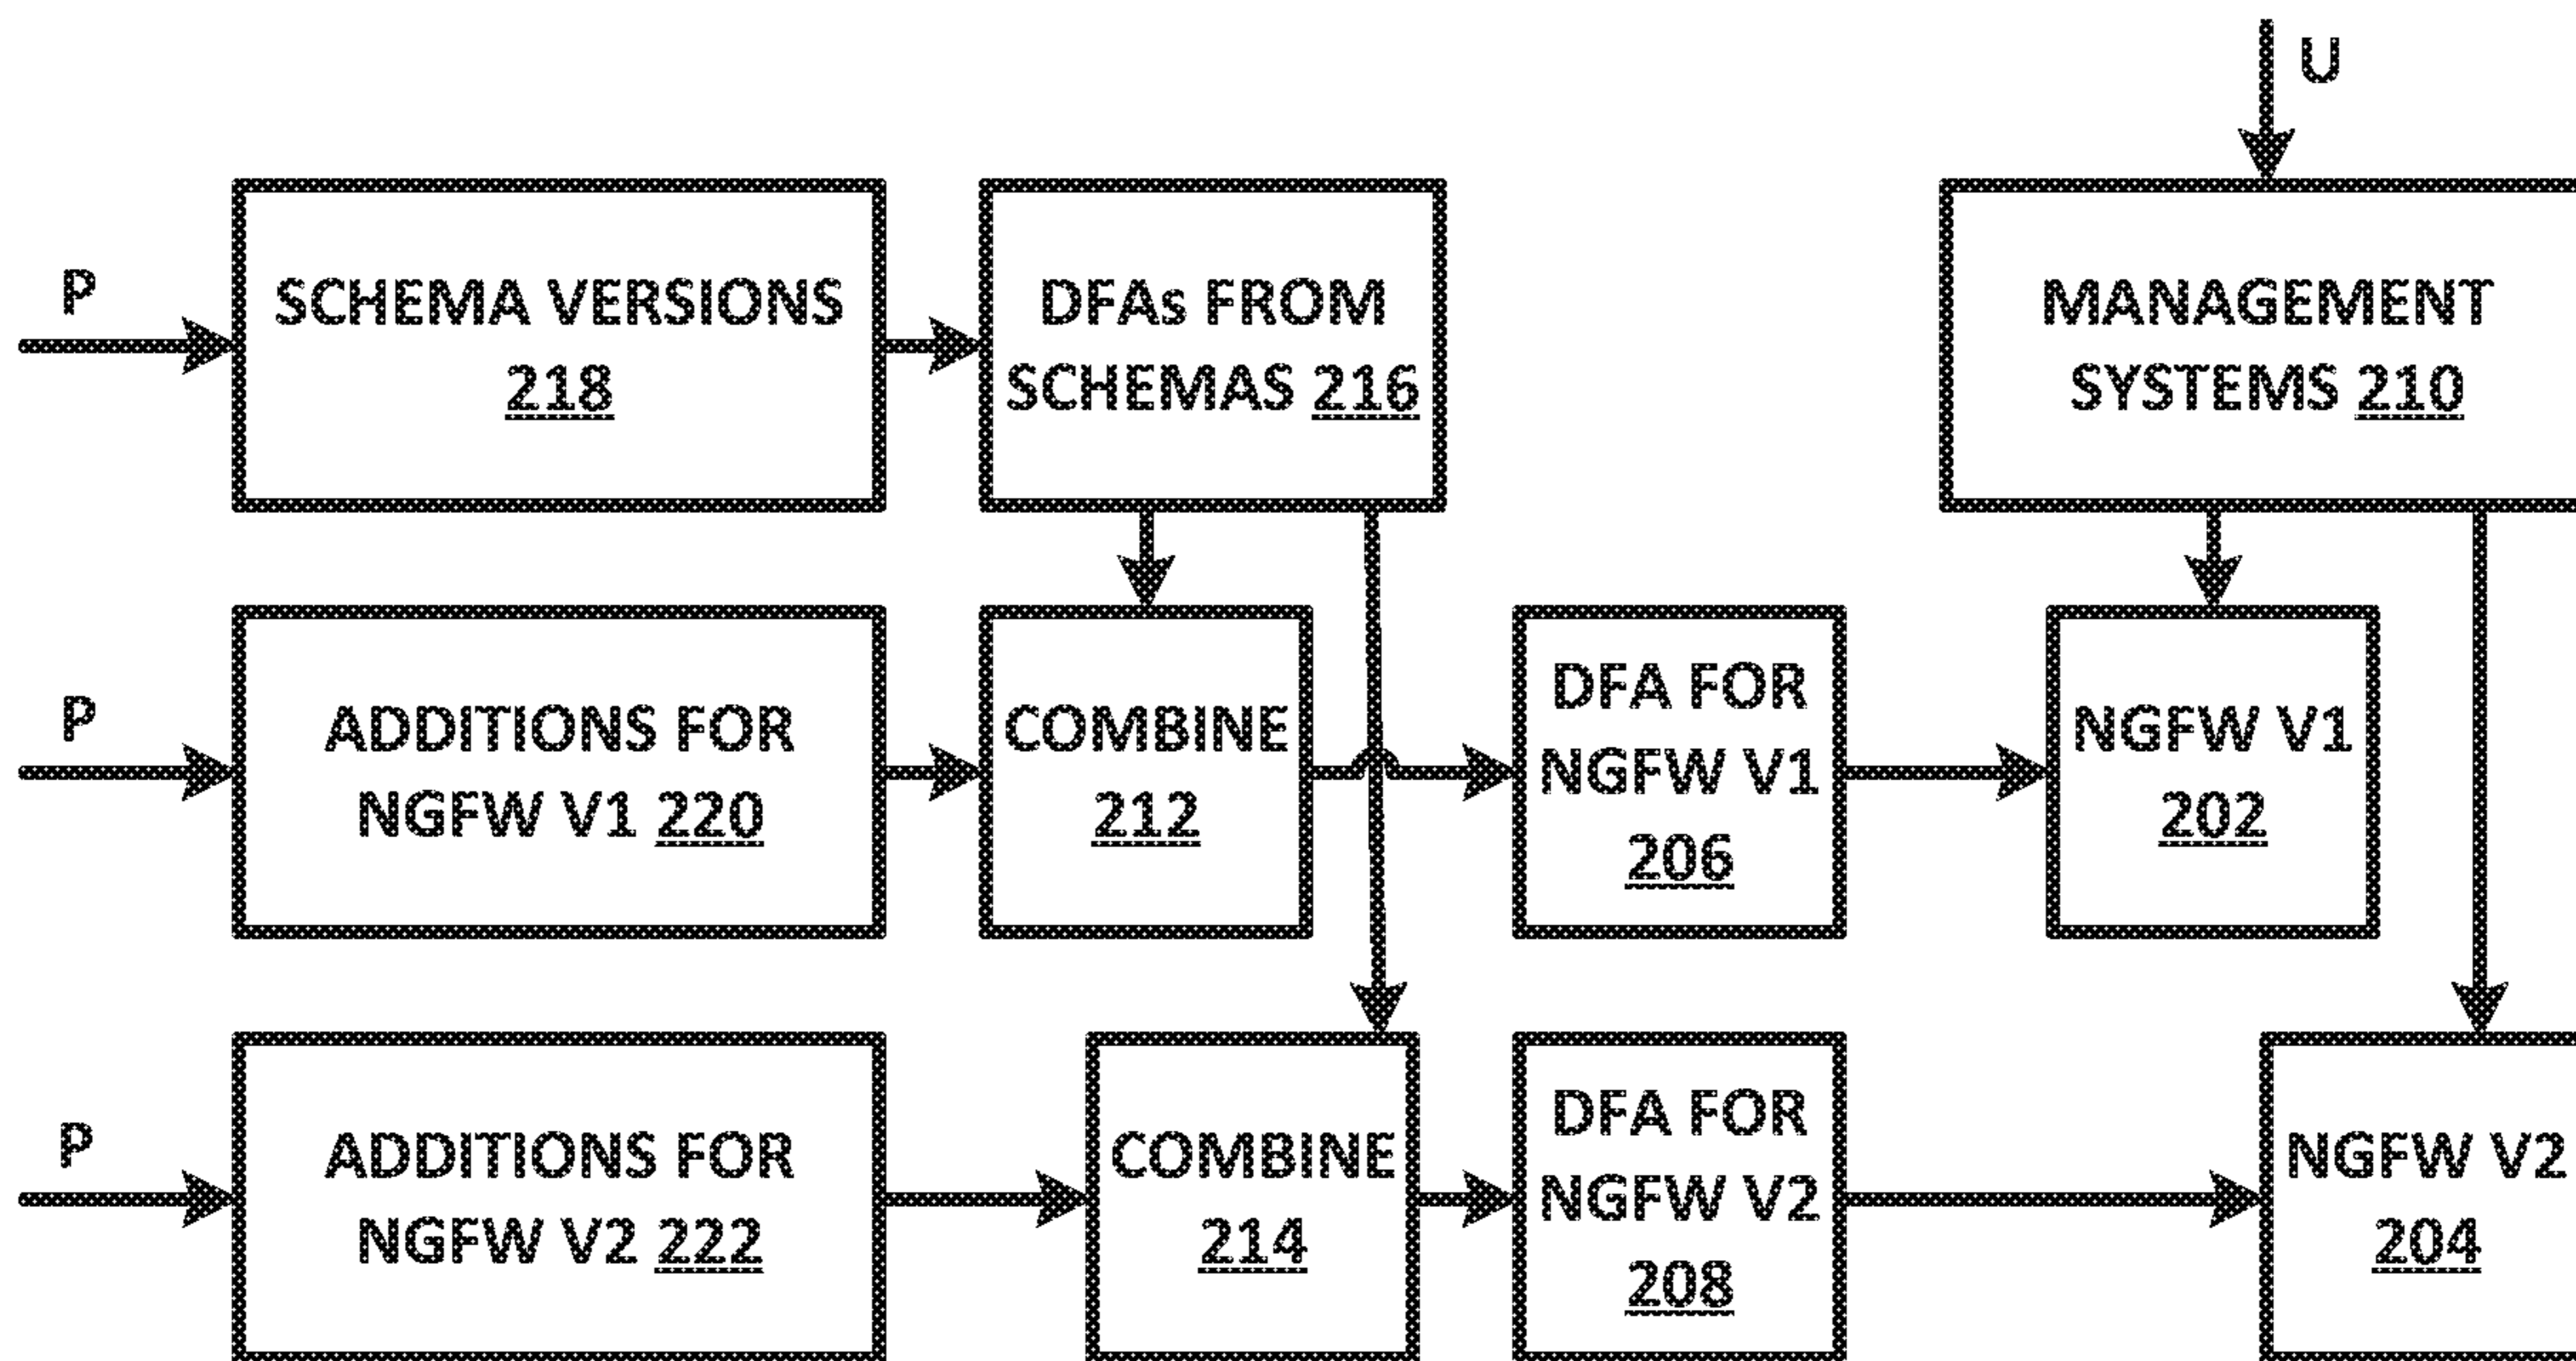 U
P
SCHEMA VERSIONS
218
DFAs FROM
SCHEMAS 216
MANAGEMENT
SYSTEMS 210
P
ADDITIONS FOR
NGFW V1 220
COMBINE
212
DFA FOR
NGFW V1
206
NGFW V1
202
P
ADDITIONS FOR
NGFW V2 222
COMBINE
214
DFA FOR
NGFW V2
208
NGFW V2
204